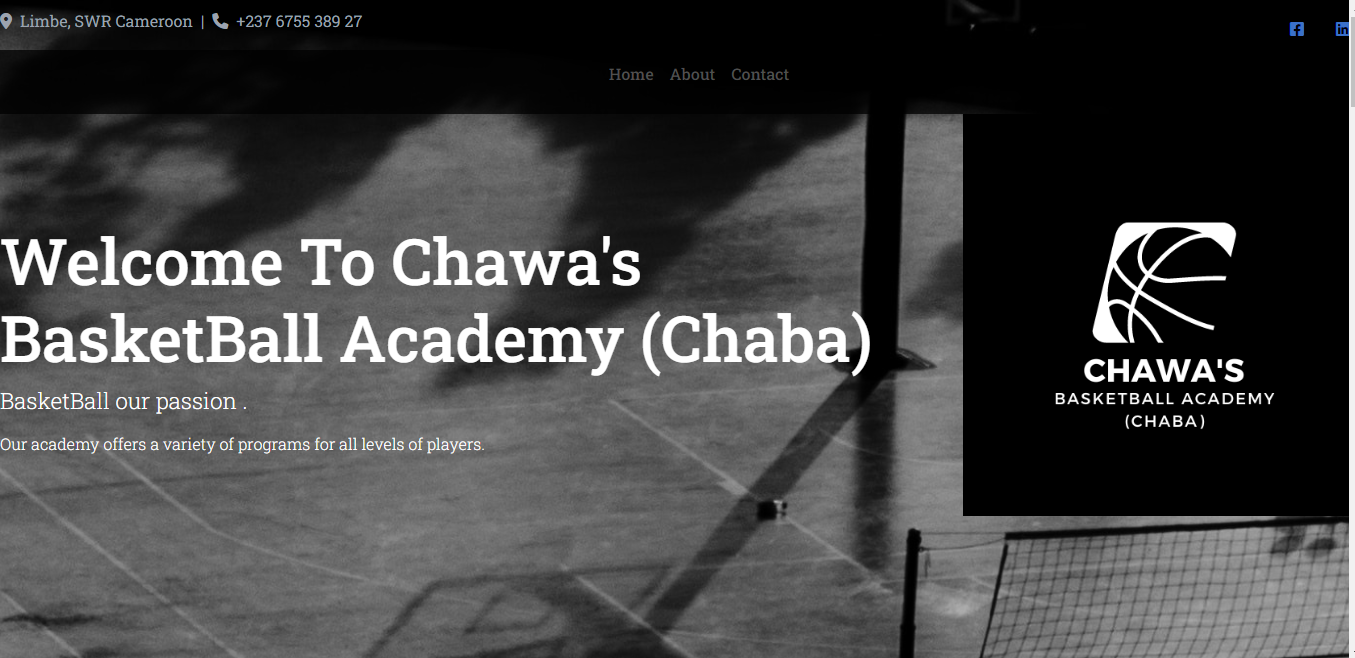 Limbe, SWR Cameroon | +237 6755 389 27
Home About Contact
Welcome To Chawa's
BasketBall Academy (Chaba)
BasketBall our passion .
Our academy offers a variety of programs for all levels of players.
CHAWA'S
BASKETBALL ACADEMY
(CHABA)